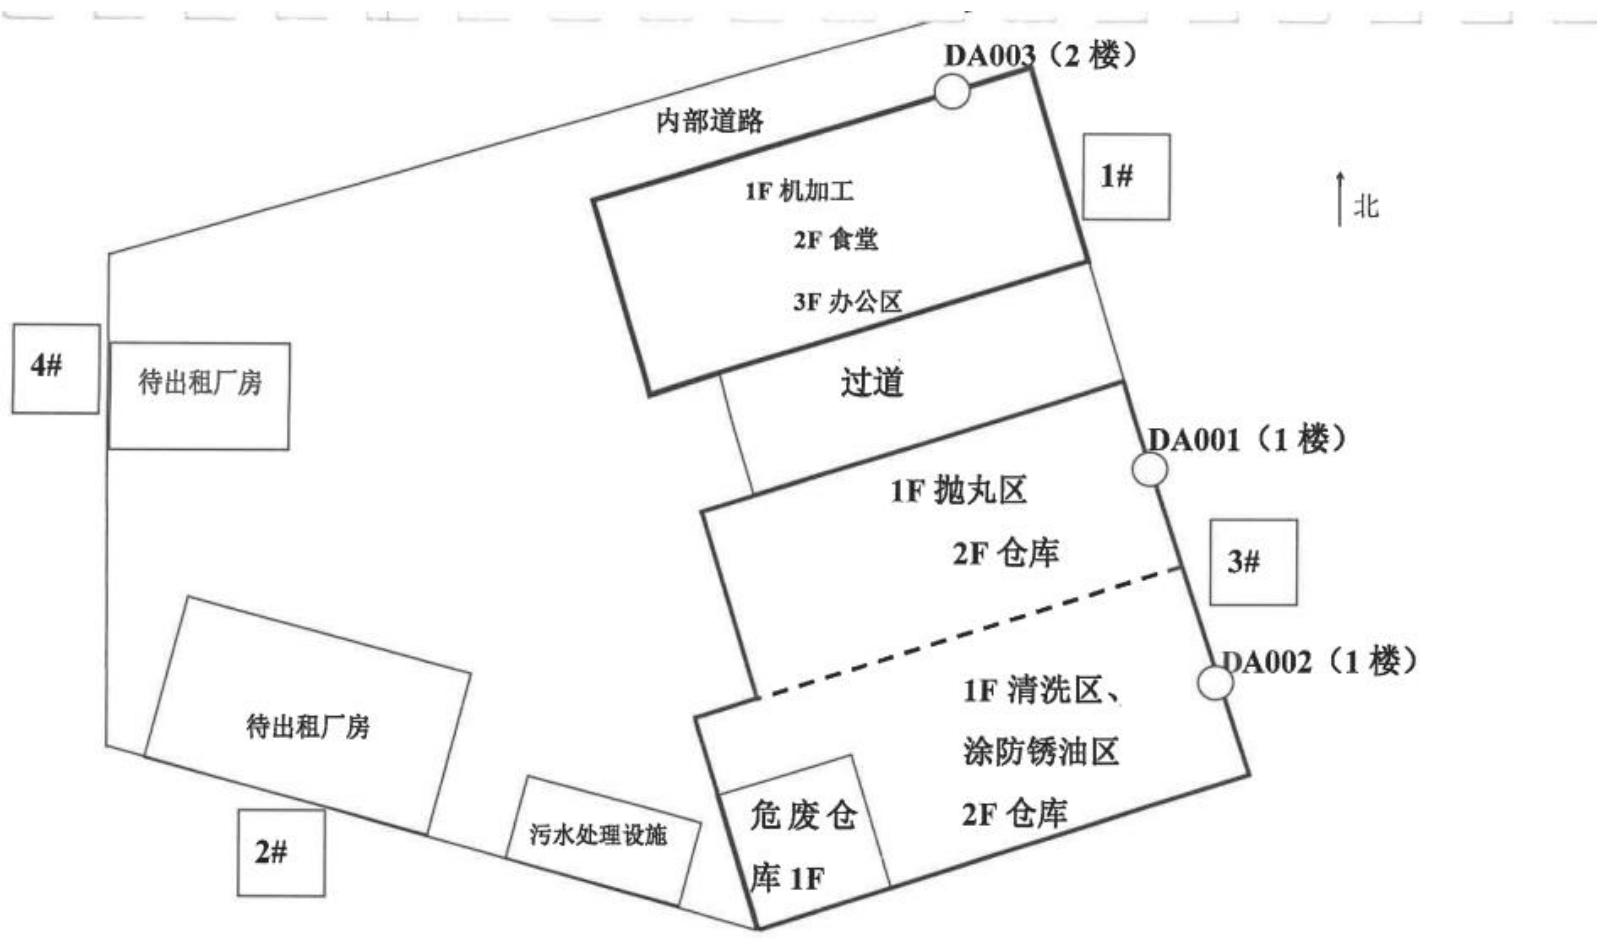 DA003（2 楼）
内部道路
1#
1F 机加工
北
2F 食堂
3F 办公区
4#
待出租厂房
过道
DA001（1 楼）
1F 抛丸区
2F 仓库
3#
DA002（1 楼）
1F 清洗区、
待出租厂房
涂防锈油区
危废仓
2F 仓库
污水处理设施
2#
库 1F